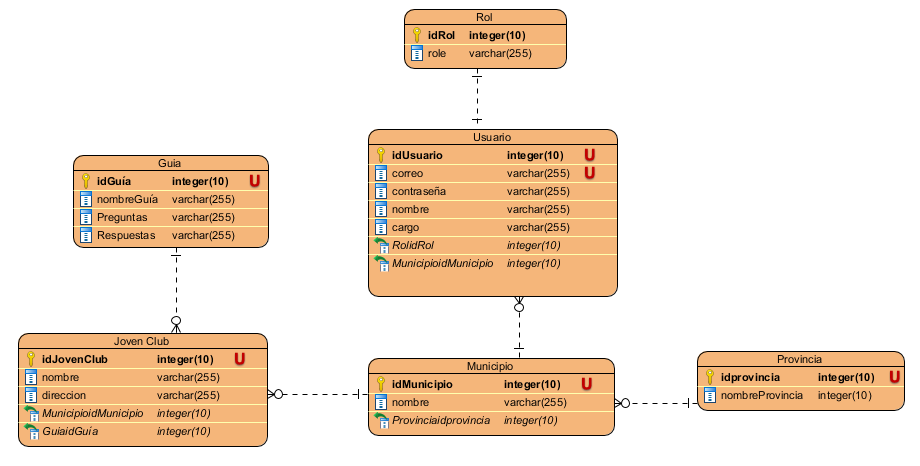 Rol
idRol integer(10)
role varchar(255)
Usuario
idUsuario integer(10) U
correo varchar(255) U
contraseña varchar(255)
nombre varchar(255)
cargo varchar(255)
RolidRol integer(10)
MunicipioidMunicipio integer(10)
Guia
idGuía integer(10) U
nombreGuía varchar(255)
Preguntas varchar(255)
Respuestas varchar(255)
Joven Club
idJovenClub integer(10) U
nombre varchar(255)
direccion varchar(255)
MunicipioidMunicipio integer(10)
GuiaidGuía integer(10)
Municipio
idMunicipio integer(10) U
nombre varchar(255)
Provinciaidprovincia integer(10)
Provincia
idprovincia integer(10) U
nombreProvincia integer(10)